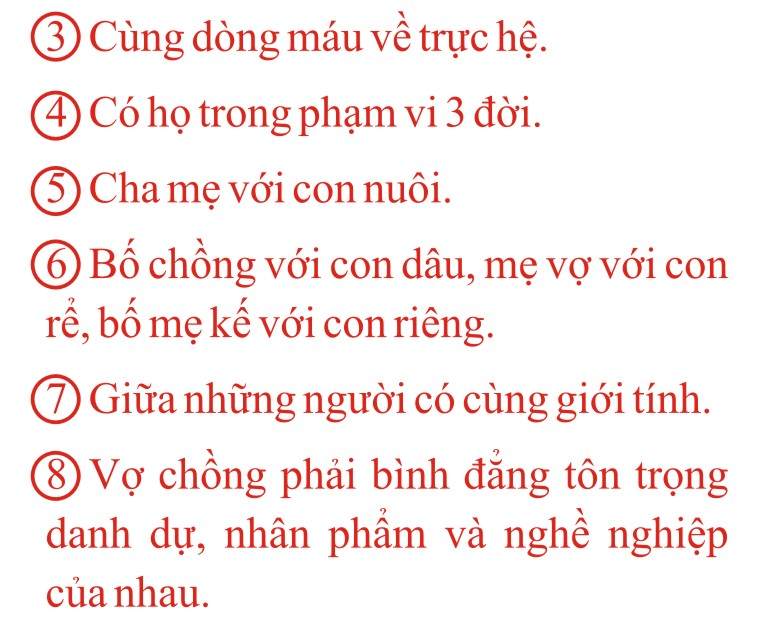 ③ Cùng dòng máu về trực hệ.
④ Có họ trong phạm vi 3 đời.
⑤ Cha mẹ với con nuôi.
⑥ Bố chồng với con dâu, mẹ vợ với con
rể, bố mẹ kế với con riêng.
⑦ Giữa những người có cùng giới tính.
⑧ Vợ chồng phải bình đẳng tôn trọng
danh dự, nhân phẩm và nghề nghiệp
của nhau.